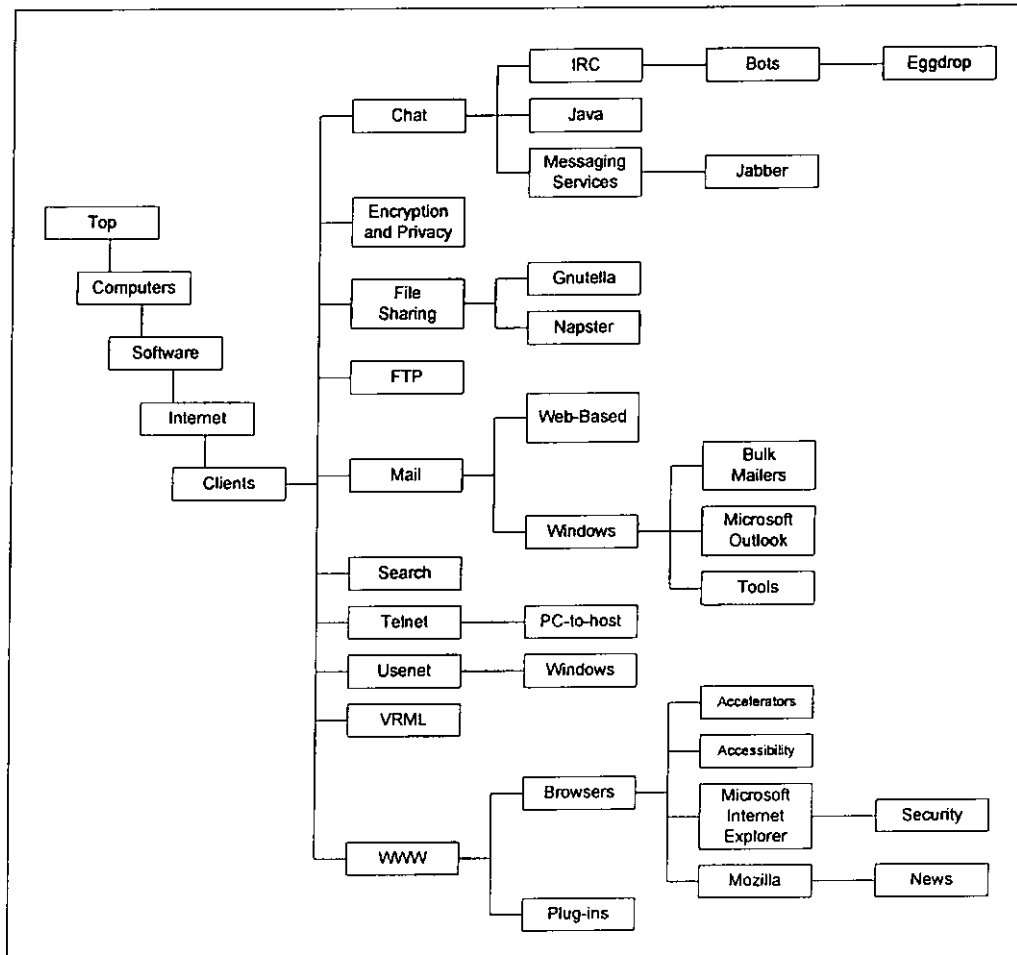 IRC
Bots
Eggdrop
Chat
Java
Messaging
Services
Jabber
Encryption
and Privacy
Top
Computers
Software
Internet
Clients
File
Sharing
Gnutella
Napster
FTP
Mail
Web-Based
Windows
Bulk
Mailers
Microsoft
Outlook
Tools
Search
Telnet
PC-to-host
Usenet
Windows
VRML
WWW
Browsers
Accelerators
Accessibility
Microsoft
Internet
Explorer
Security
Mozilla
News
Plug-ins